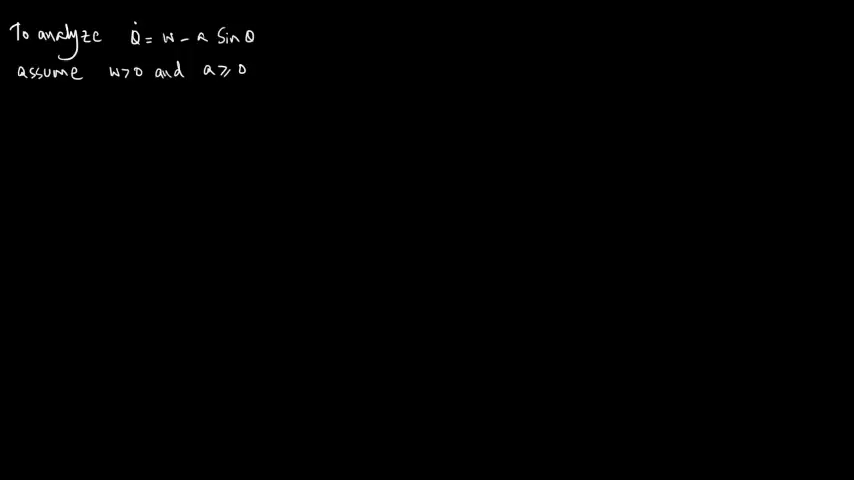 To analyze θ̇ = w - a Sin θ
assume w>0 and a ≥ 0